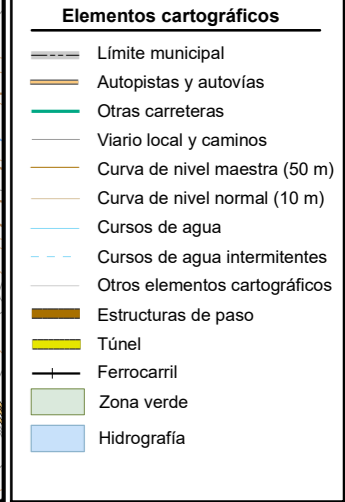 Elementos cartográficos
Límite municipal
Autopistas y autovías
Otras carreteras
Viario local y caminos
Curva de nivel maestra (50 m)
Curva de nivel normal (10 m)
Cursos de agua
Cursos de agua intermitentes
Otros elementos cartográficos
Estructuras de paso
Túnel
Ferrocarril
Zona verde
Hidrografía